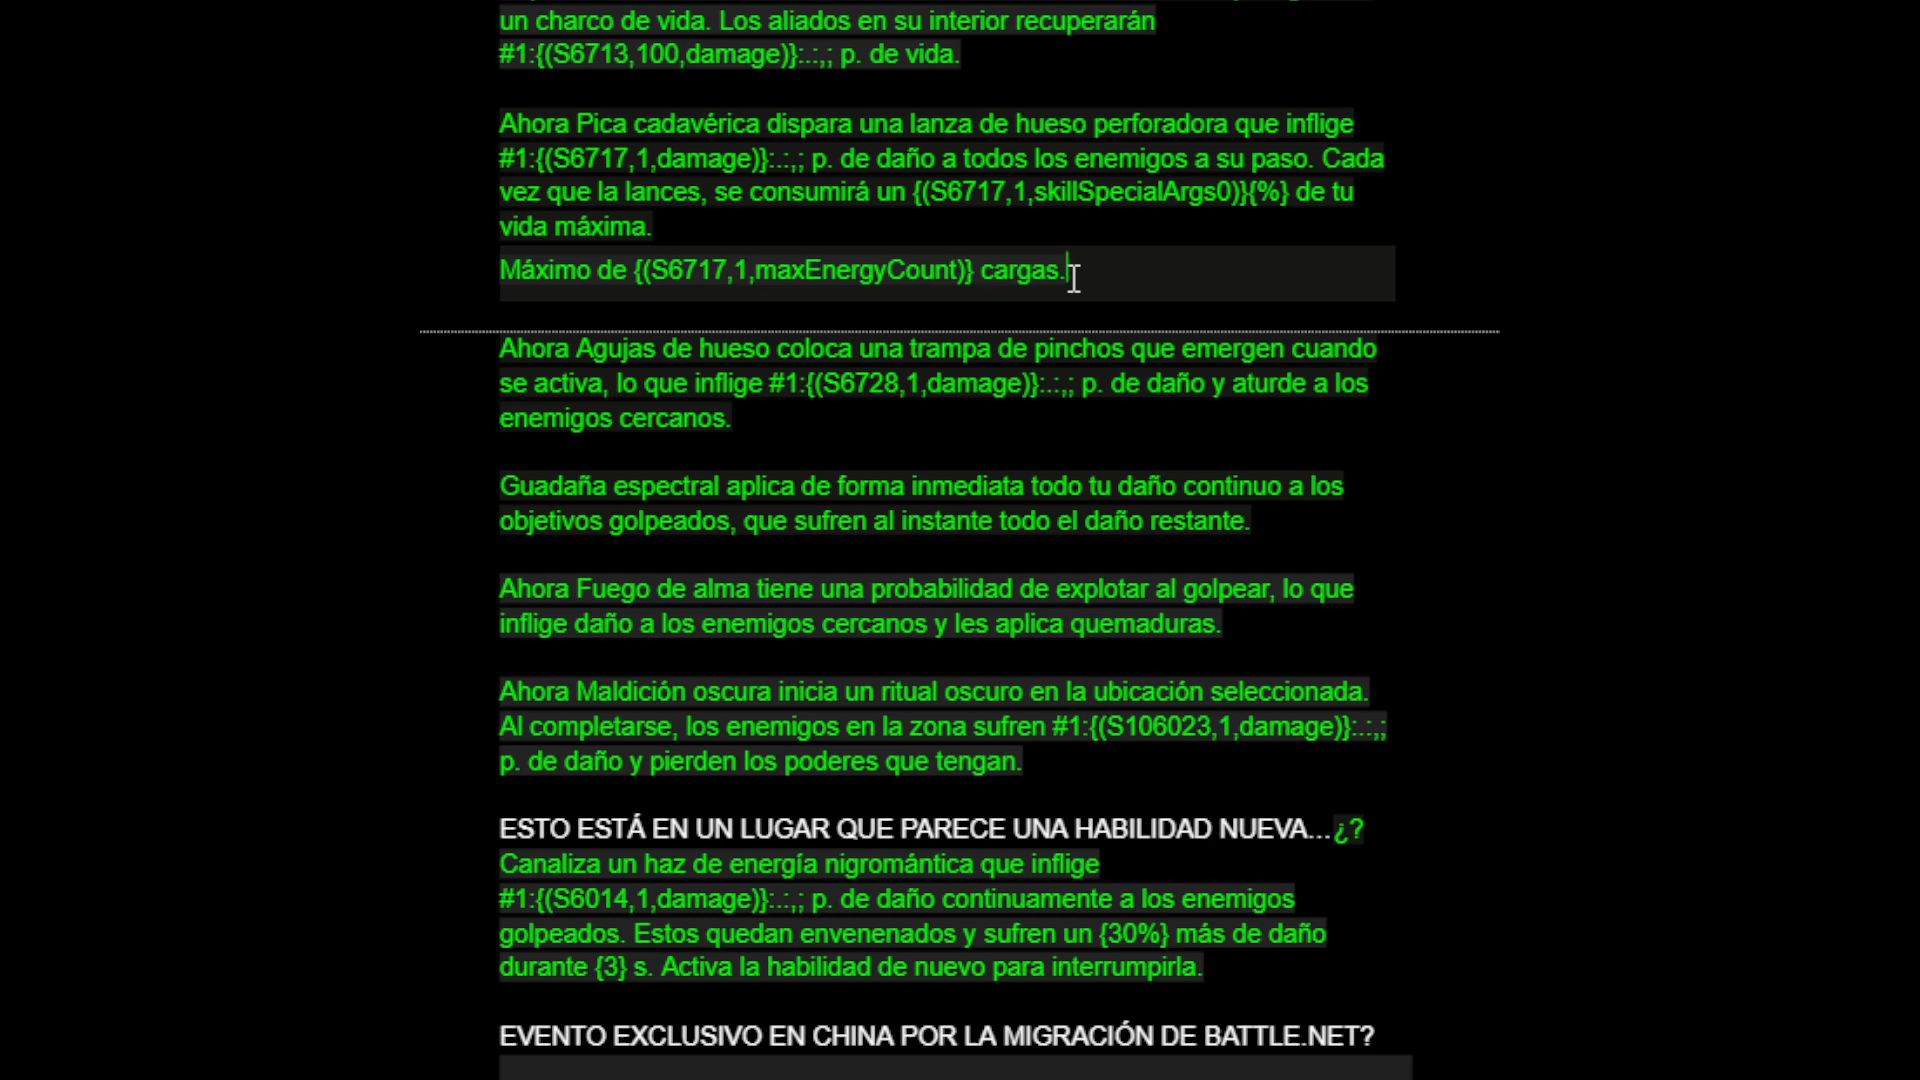 un charco de vida. Los aliados en su interior recuperarán
#1:{(S6713,100,damage)}:.:,; p. de vida.
Ahora Pica cadavérica dispara una lanza de hueso perforadora que inflige
#1:{(S6717,1,damage)}:.:,; p. de daño a todos los enemigos a su paso. Cada
vez que la lances, se consumirá un {(S6717,1,skillSpecialArgs0)}{%} de tu
vida máxima.
Máximo de {(S6717,1,maxEnergyCount)} cargas.
Ahora Agujas de hueso coloca una trampa de pinchos que emergen cuando
se activa, lo que inflige #1:{(S6728,1,damage)}:.:,; p. de daño y aturde a los
enemigos cercanos.
Guadaña espectral aplica de forma inmediata todo tu daño continuo a los
objetivos golpeados, que sufren al instante todo el daño restante.
Ahora Fuego de alma tiene una probabilidad de explotar al golpear, lo que
inflige daño a los enemigos cercanos y les aplica quemaduras.
Ahora Maldición oscura inicia un ritual oscuro en la ubicación seleccionada.
Al completarse, los enemigos en la zona sufren #1:{(S106023,1,damage)}:.:,;
p. de daño y pierden los poderes que tengan.
ESTO ESTÁ EN UN LUGAR QUE PARECE UNA HABILIDAD NUEVA...¿?
Canaliza un haz de energía nigromántica que inflige
#1:{(S6014,1,damage)}:.:,; p. de daño continuamente a los enemigos
golpeados. Estos quedan envenenados y sufren un {30%} más de daño
durante {3} s. Activa la habilidad de nuevo para interrumpirla.
EVENTO EXCLUSIVO EN CHINA POR LA MIGRACIÓN DE BATTLE.NET?